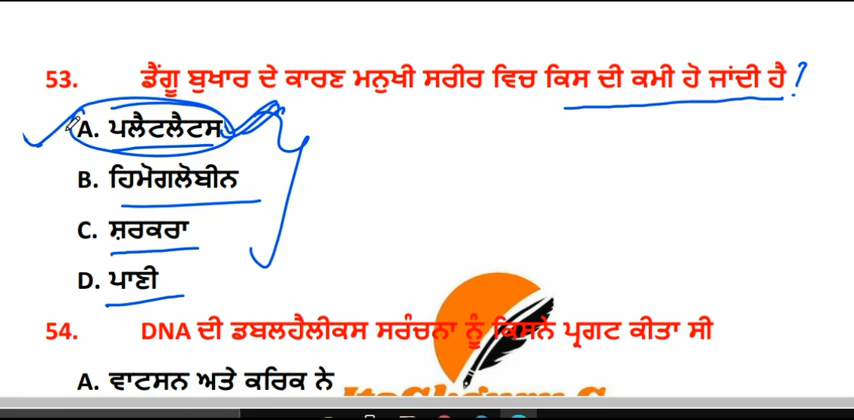 53. ਡੈਂਗੂ ਬੁਖਾਰ ਦੇ ਕਾਰਣ ਮਨੁਖੀ ਸਰੀਰ ਵਿਚ ਕਿਸ ਦੀ ਕਮੀ ਹੋ ਜਾਂਦੀ ਹੈ ?
A. ਪਲੈਟਲੈਟਸ
B. ਹਿਮੋਗਲੋਬੀਨ
C. ਸ਼ਰਕਰਾ
D. ਪਾਣੀ
54. DNA ਦੀ ਡਬਲਹੈਲੀਕਸ ਸਰੰਚਨਾ ਨੂੰ ਕਿਸਨੇ ਪ੍ਰਗਟ ਕੀਤਾ ਸੀ
A. ਵਾਟਸਨ ਅਤੇ ਕਰਿਕ ਨੇ